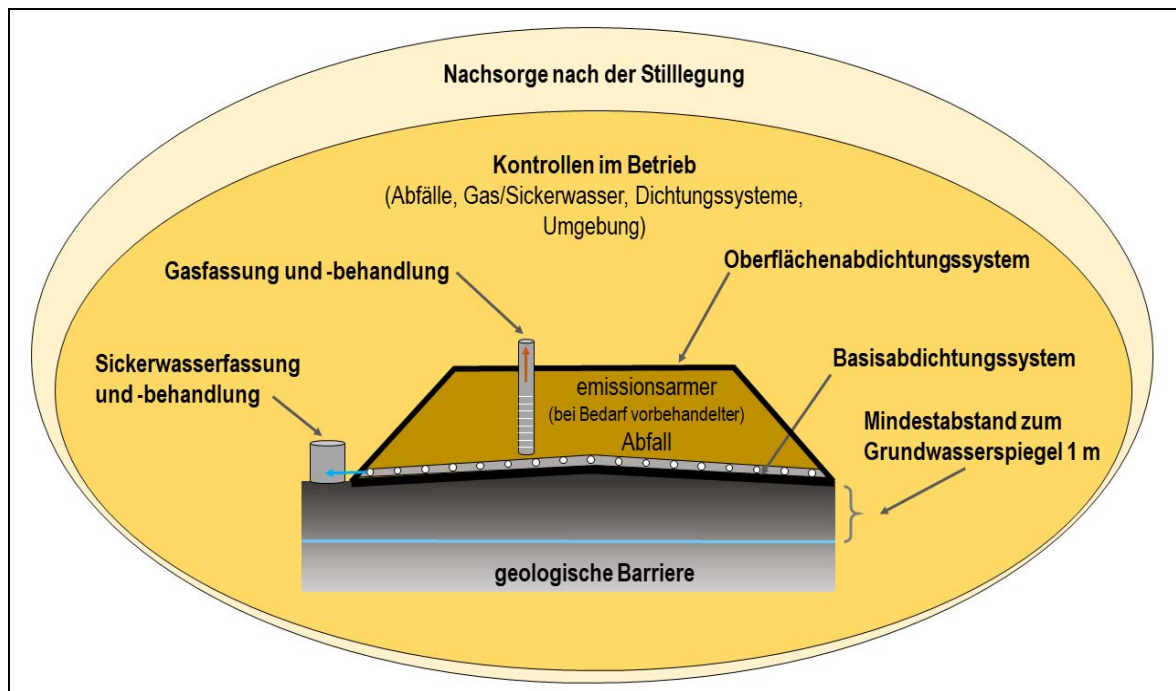 Nachsorge nach der Stilllegung
Kontrollen im Betrieb
(Abfälle, Gas/Sickerwasser, Dichtungssysteme,
Umgebung)
Gasfassung und -behandlung
Oberflächenabdichtungssystem
Sickerwasserfassung
und -behandlung
Basisabdichtungssystem
emissionsarmer
(bei Bedarf vorbehandelter)
Abfall
Mindestabstand zum
Grundwasserspiegel 1 m
geologische Barriere